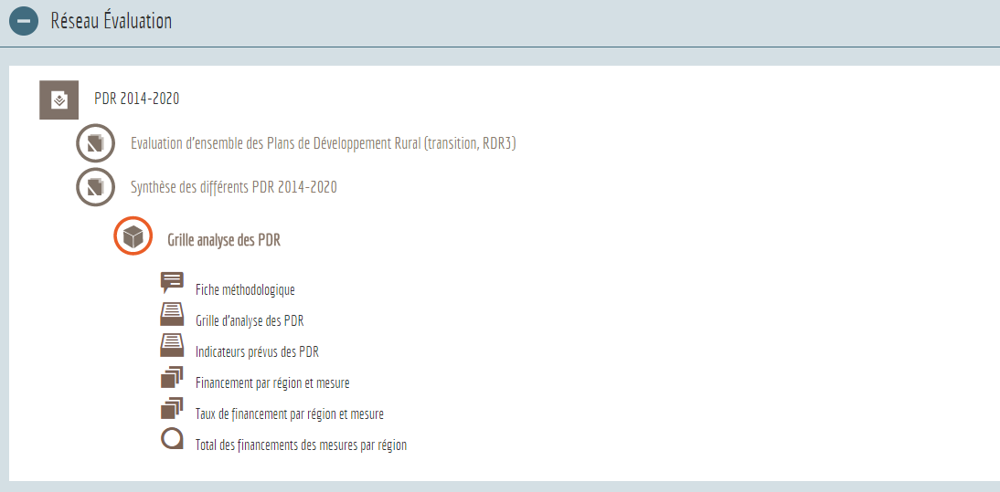 Réseau Évaluation
PDR 2014-2020
Evaluation d'ensemble des Plans de Développement Rural (transition, RDR3)
Synthèse des différents PDR 2014-2020
Grille analyse des PDR
Fiche méthodologique
Grille d'analyse des PDR
Indicateurs prévus des PDR
Financement par région et mesure
Taux de financement par région et mesure
Total des financements des mesures par région